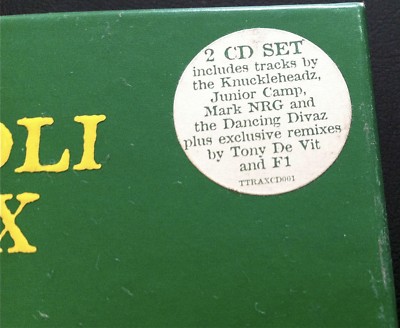 2 CD SET
includes tracks by
the Knuckleheadz,
Junior Camp,
Mark NRG and
the Dancing Divaz
plus exclusive remixes
by Tony De Vit
and F1
TTRAXCD001
OLI
X